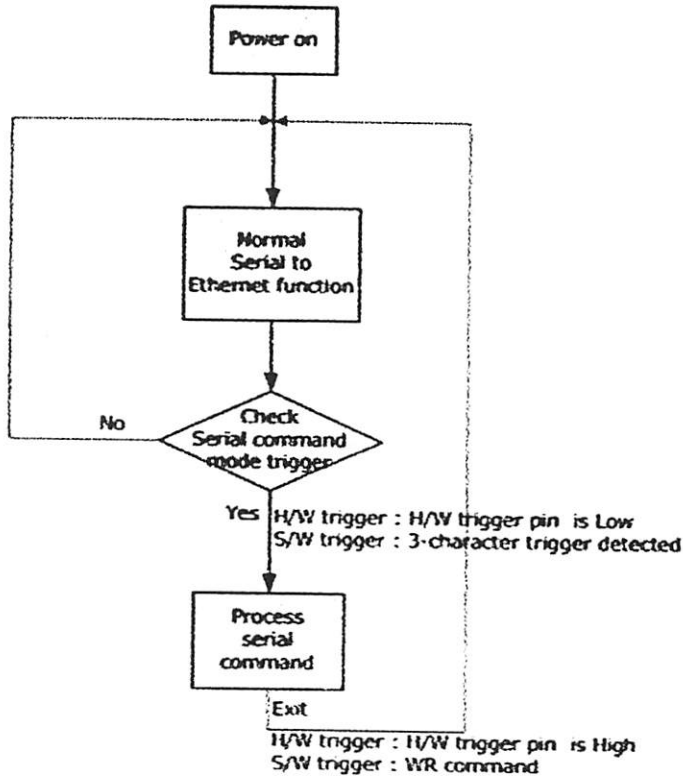 Power on
Normal
Serial to
Ethernet function
Check
Serial command
mode trigger
No
Yes
H/W trigger : H/W trigger pin is Low
S/W trigger : 3-character trigger detected
Process
serial
command
Exit
H/W trigger : H/W trigger pin is High
S/W trigger : WR command